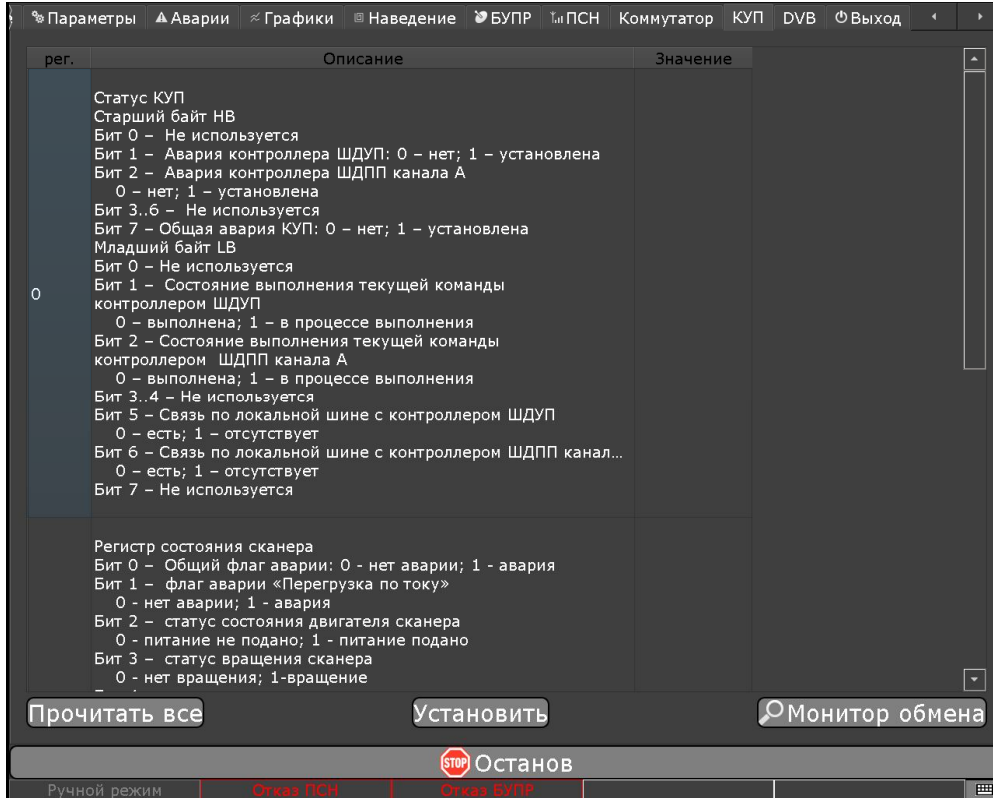 Параметры Аварии Графики Наведение БУПР ПСН Коммутатор КУП DVB Выход
рег. Описание Значение
Статус КУП
Старший байт HB
Бит 0 – Не используется
Бит 1 – Авария контроллера ШДУП: 0 – нет; 1 – установлена
Бит 2 – Авария контроллера ШДПП канала А
0 – нет; 1 – установлена
Бит 3..6 – Не используется
Бит 7 – Общая авария КУП: 0 – нет; 1 – установлена
Младший байт LB
Бит 0 – Не используется
Бит 1 – Состояние выполнения текущей команды
0
контроллером ШДУП
0 – выполнена; 1 – в процессе выполнения
Бит 2 – Состояние выполнения текущей команды
контроллером ШДПП канала А
0 – выполнена; 1 – в процессе выполнения
Бит 3..4 – Не используется
Бит 5 – Связь по локальной шине с контроллером ШДУП
0 – есть; 1 – отсутствует
Бит 6 – Связь по локальной шине с контроллером ШДПП канал...
0 – есть; 1 – отсутствует
Бит 7 – Не используется
Регистр состояния сканера
Бит 0 – Общий флаг аварии: 0 - нет аварии; 1 - авария
Бит 1 – флаг аварии «Перегрузка по току»
0 - нет аварии; 1 - авария
Бит 2 – статус состояния двигателя сканера
0 - питание не подано; 1 - питание подано
Бит 3 – статус вращения сканера
0 - нет вращения; 1-вращение
Прочитать все Установить Монитор обмена
STOP Останов
Ручной режим Отказ ПСН Отказ БУПР